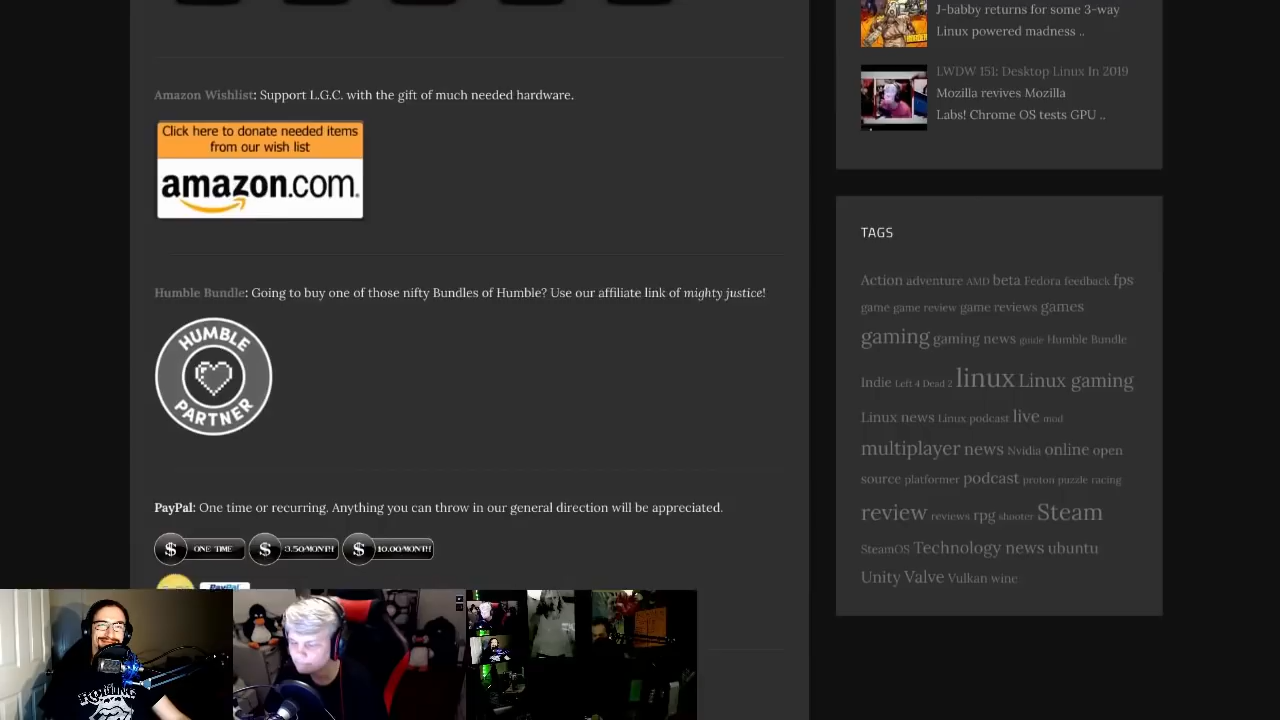 J-babby returns for some 3-way
Linux powered madness ..
LWDW 151: Desktop Linux In 2019
Mozilla revives Mozilla
Labs! Chrome OS tests GPU ..
Amazon Wishlist: Support L.G.C. with the gift of much needed hardware.
Click here to donate needed items
from our wish list
amazon.com.
Humble Bundle: Going to buy one of those nifty Bundles of Humble? Use our affiliate link of mighty justice!
HUMBLE
PARTNER
PayPal: One time or recurring. Anything you can throw in our general direction will be appreciated.
$ ONE TIME $ 3.50/MONTH $ 10.00/MONTH
PayPal
TAGS
Action adventure AMD beta Fedora feedback fps
game game review game reviews games
gaming gaming news guide Humble Bundle
Indie Left 4 Dead 2 linux Linux gaming
Linux news Linux podcast live mod
multiplayer news Nvidia online open
source platformer podcast proton puzzle racing
review reviews rpg shooter Steam
SteamOS Technology news ubuntu
Unity Valve Vulkan wine